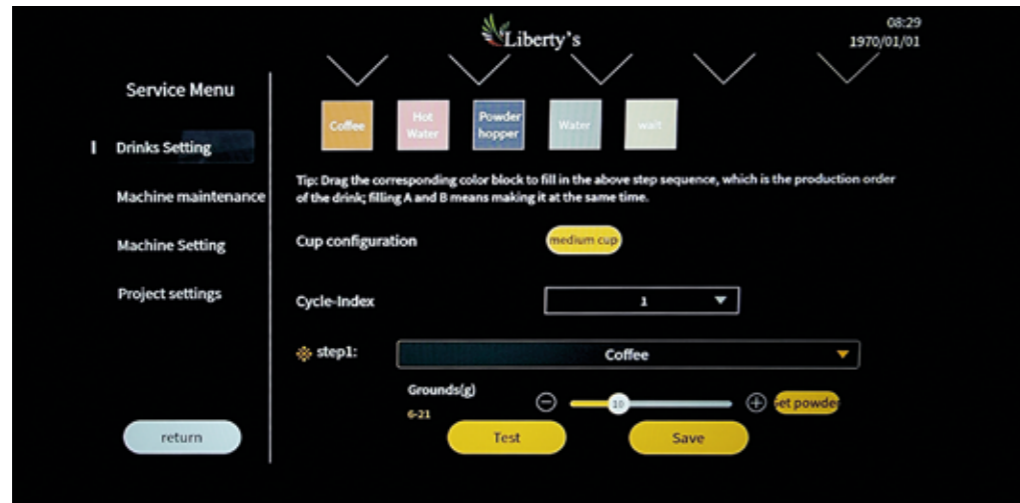 Liberty's
08:29
1970/01/01
Service Menu
Drinks Setting
Machine maintenance
Machine Setting
Project settings
return
Coffee
Hot
Water
Powder
hopper
Water
wait
Tip: Drag the corresponding color block to fill in the above step sequence, which is the production order
of the drink; filling A and B means making it at the same time.
Cup configuration
medium cup
Cycle-Index
1
step1:
Coffee
Grounds(g)
6-21
10
et powde
Test
Save